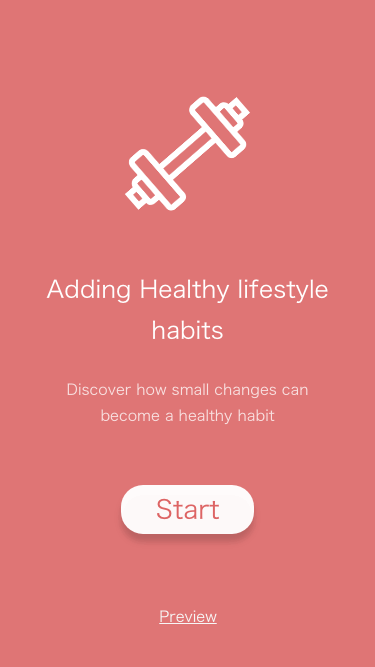 Adding Healthy lifestyle
habits
Discover how small changes can
become a healthy habit
Start
Preview